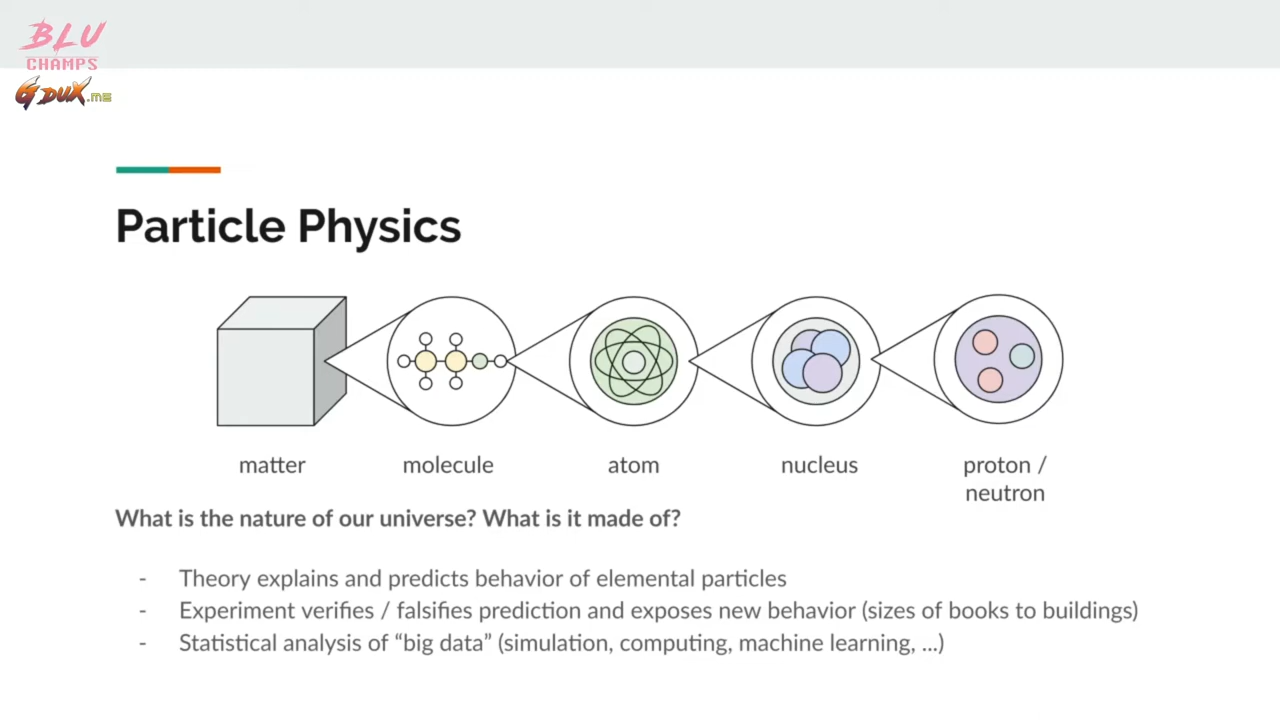 BLU
CHAMPS
GDUX.ME
Particle Physics
matter
molecule
atom
nucleus
proton /
neutron
What is the nature of our universe? What is it made of?
- Theory explains and predicts behavior of elemental particles
- Experiment verifies / falsifies prediction and exposes new behavior (sizes of books to buildings)
- Statistical analysis of “big data” (simulation, computing, machine learning, ...)